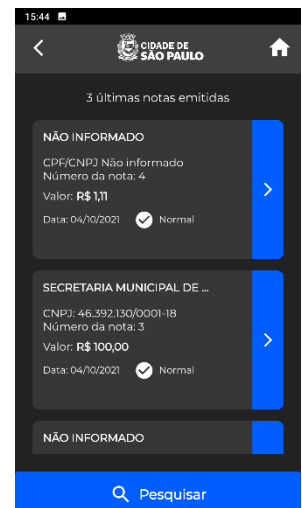 15:44
CIDADE DE
SÃO PAULO
3 últimas notas emitidas
NÃO INFORMADO
CPF/CNPJ Não informado
Número da nota: 4
Valor: R$ 1,11
Data: 04/10/2021 Normal
SECRETARIA MUNICIPAL DE ...
CNPJ: 46.392.130/0001-18
Número da nota: 3
Valor: R$ 100,00
Data: 04/10/2021 Normal
NÃO INFORMADO
Pesquisar